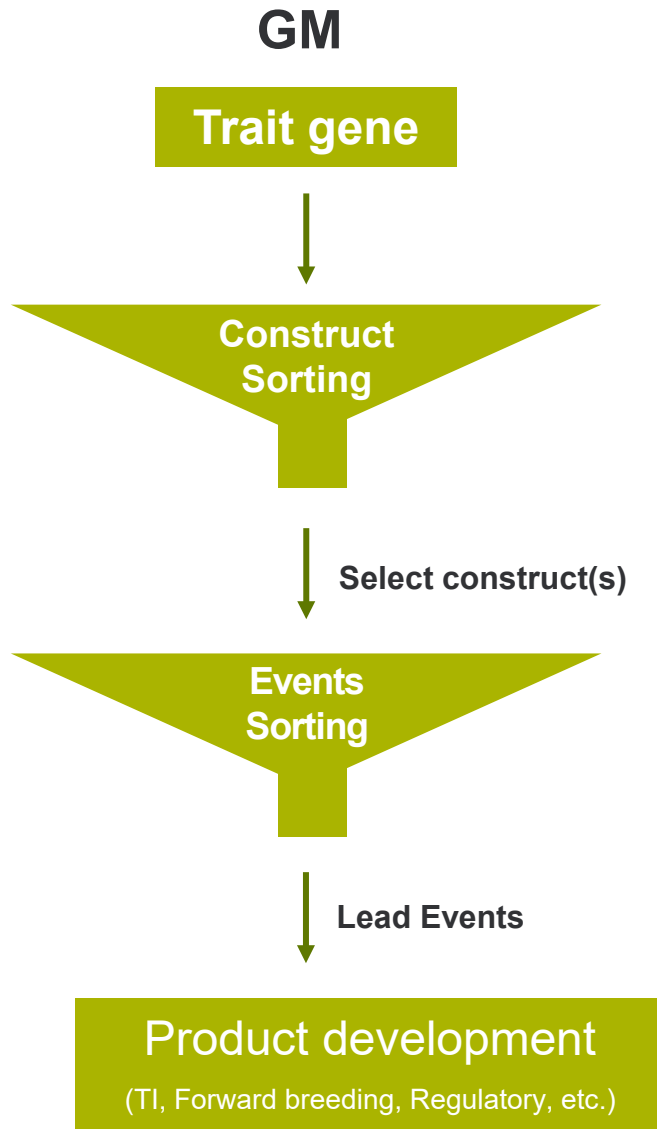 GM
Trait gene
Construct
Sorting
Select construct(s)
Events
Sorting
Lead Events
Product development
(TI, Forward breeding, Regulatory, etc.)